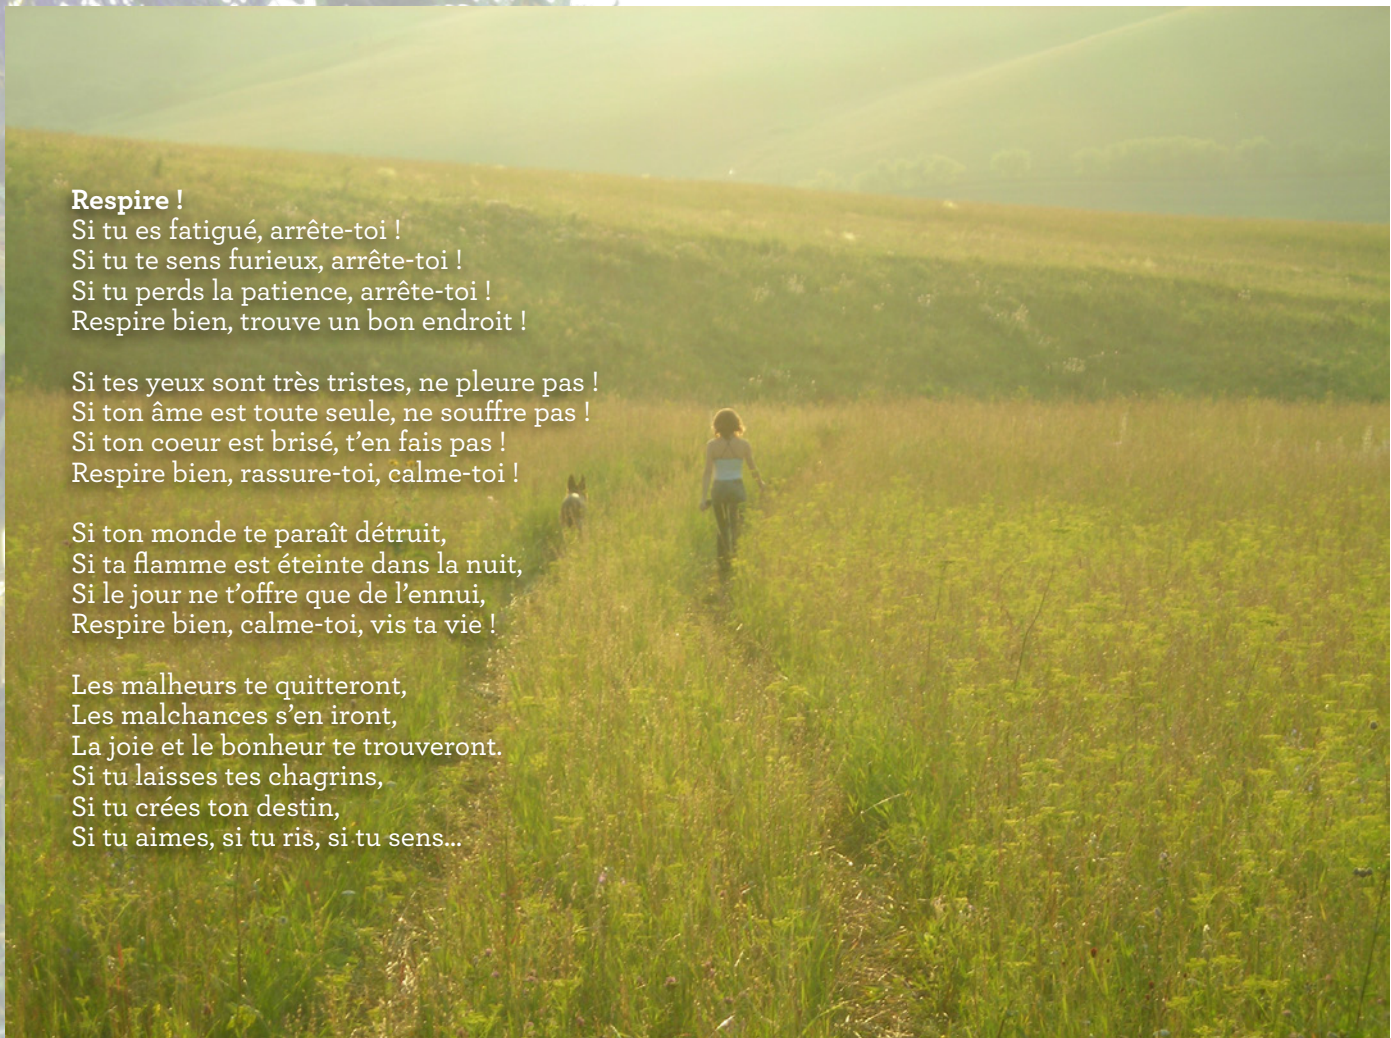 Respire !
Si tu es fatigué, arrête-toi !
Si tu te sens furieux, arrête-toi !
Si tu perds la patience, arrête-toi !
Respire bien, trouve un bon endroit !
Si tes yeux sont très tristes, ne pleure pas !
Si ton âme est toute seule, ne souffre pas !
Si ton coeur est brisé, t’en fais pas !
Respire bien, rassure-toi, calme-toi !
Si ton monde te paraît détruit,
Si ta flamme est éteinte dans la nuit,
Si le jour ne t’offre que de l’ennui,
Respire bien, calme-toi, vis ta vie !
Les malheurs te quitteront,
Les malchances s’en iront,
La joie et le bonheur te trouveront.
Si tu laisses tes chagrins,
Si tu crées ton destin,
Si tu aimes, si tu ris, si tu sens...